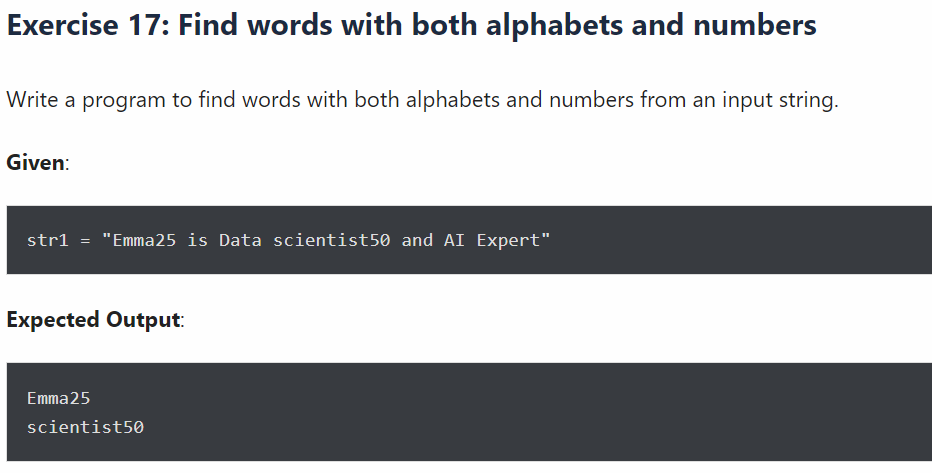 Exercise 17: Find words with both alphabets and numbers
Write a program to find words with both alphabets and numbers from an input string.
Given:
str1 = "Emma25 is Data scientist50 and AI Expert"
Expected Output:
Emma25
scientist50